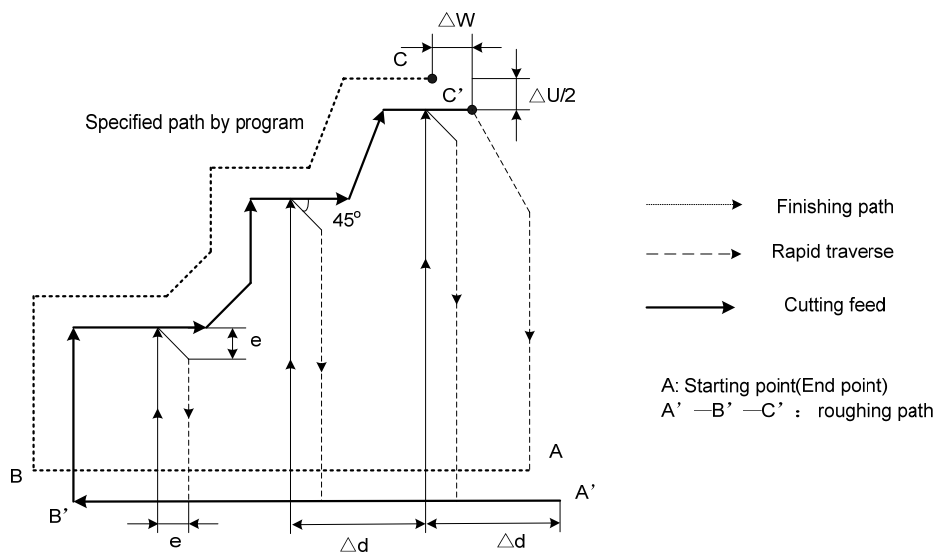 △W
C
C’
△U/2
Specified path by program
45°
Finishing path
Rapid traverse
Cutting feed
e
A: Starting point(End point)
A’ —B’ —C’ : roughing path
A
B
A’
B’
e
△d
△d